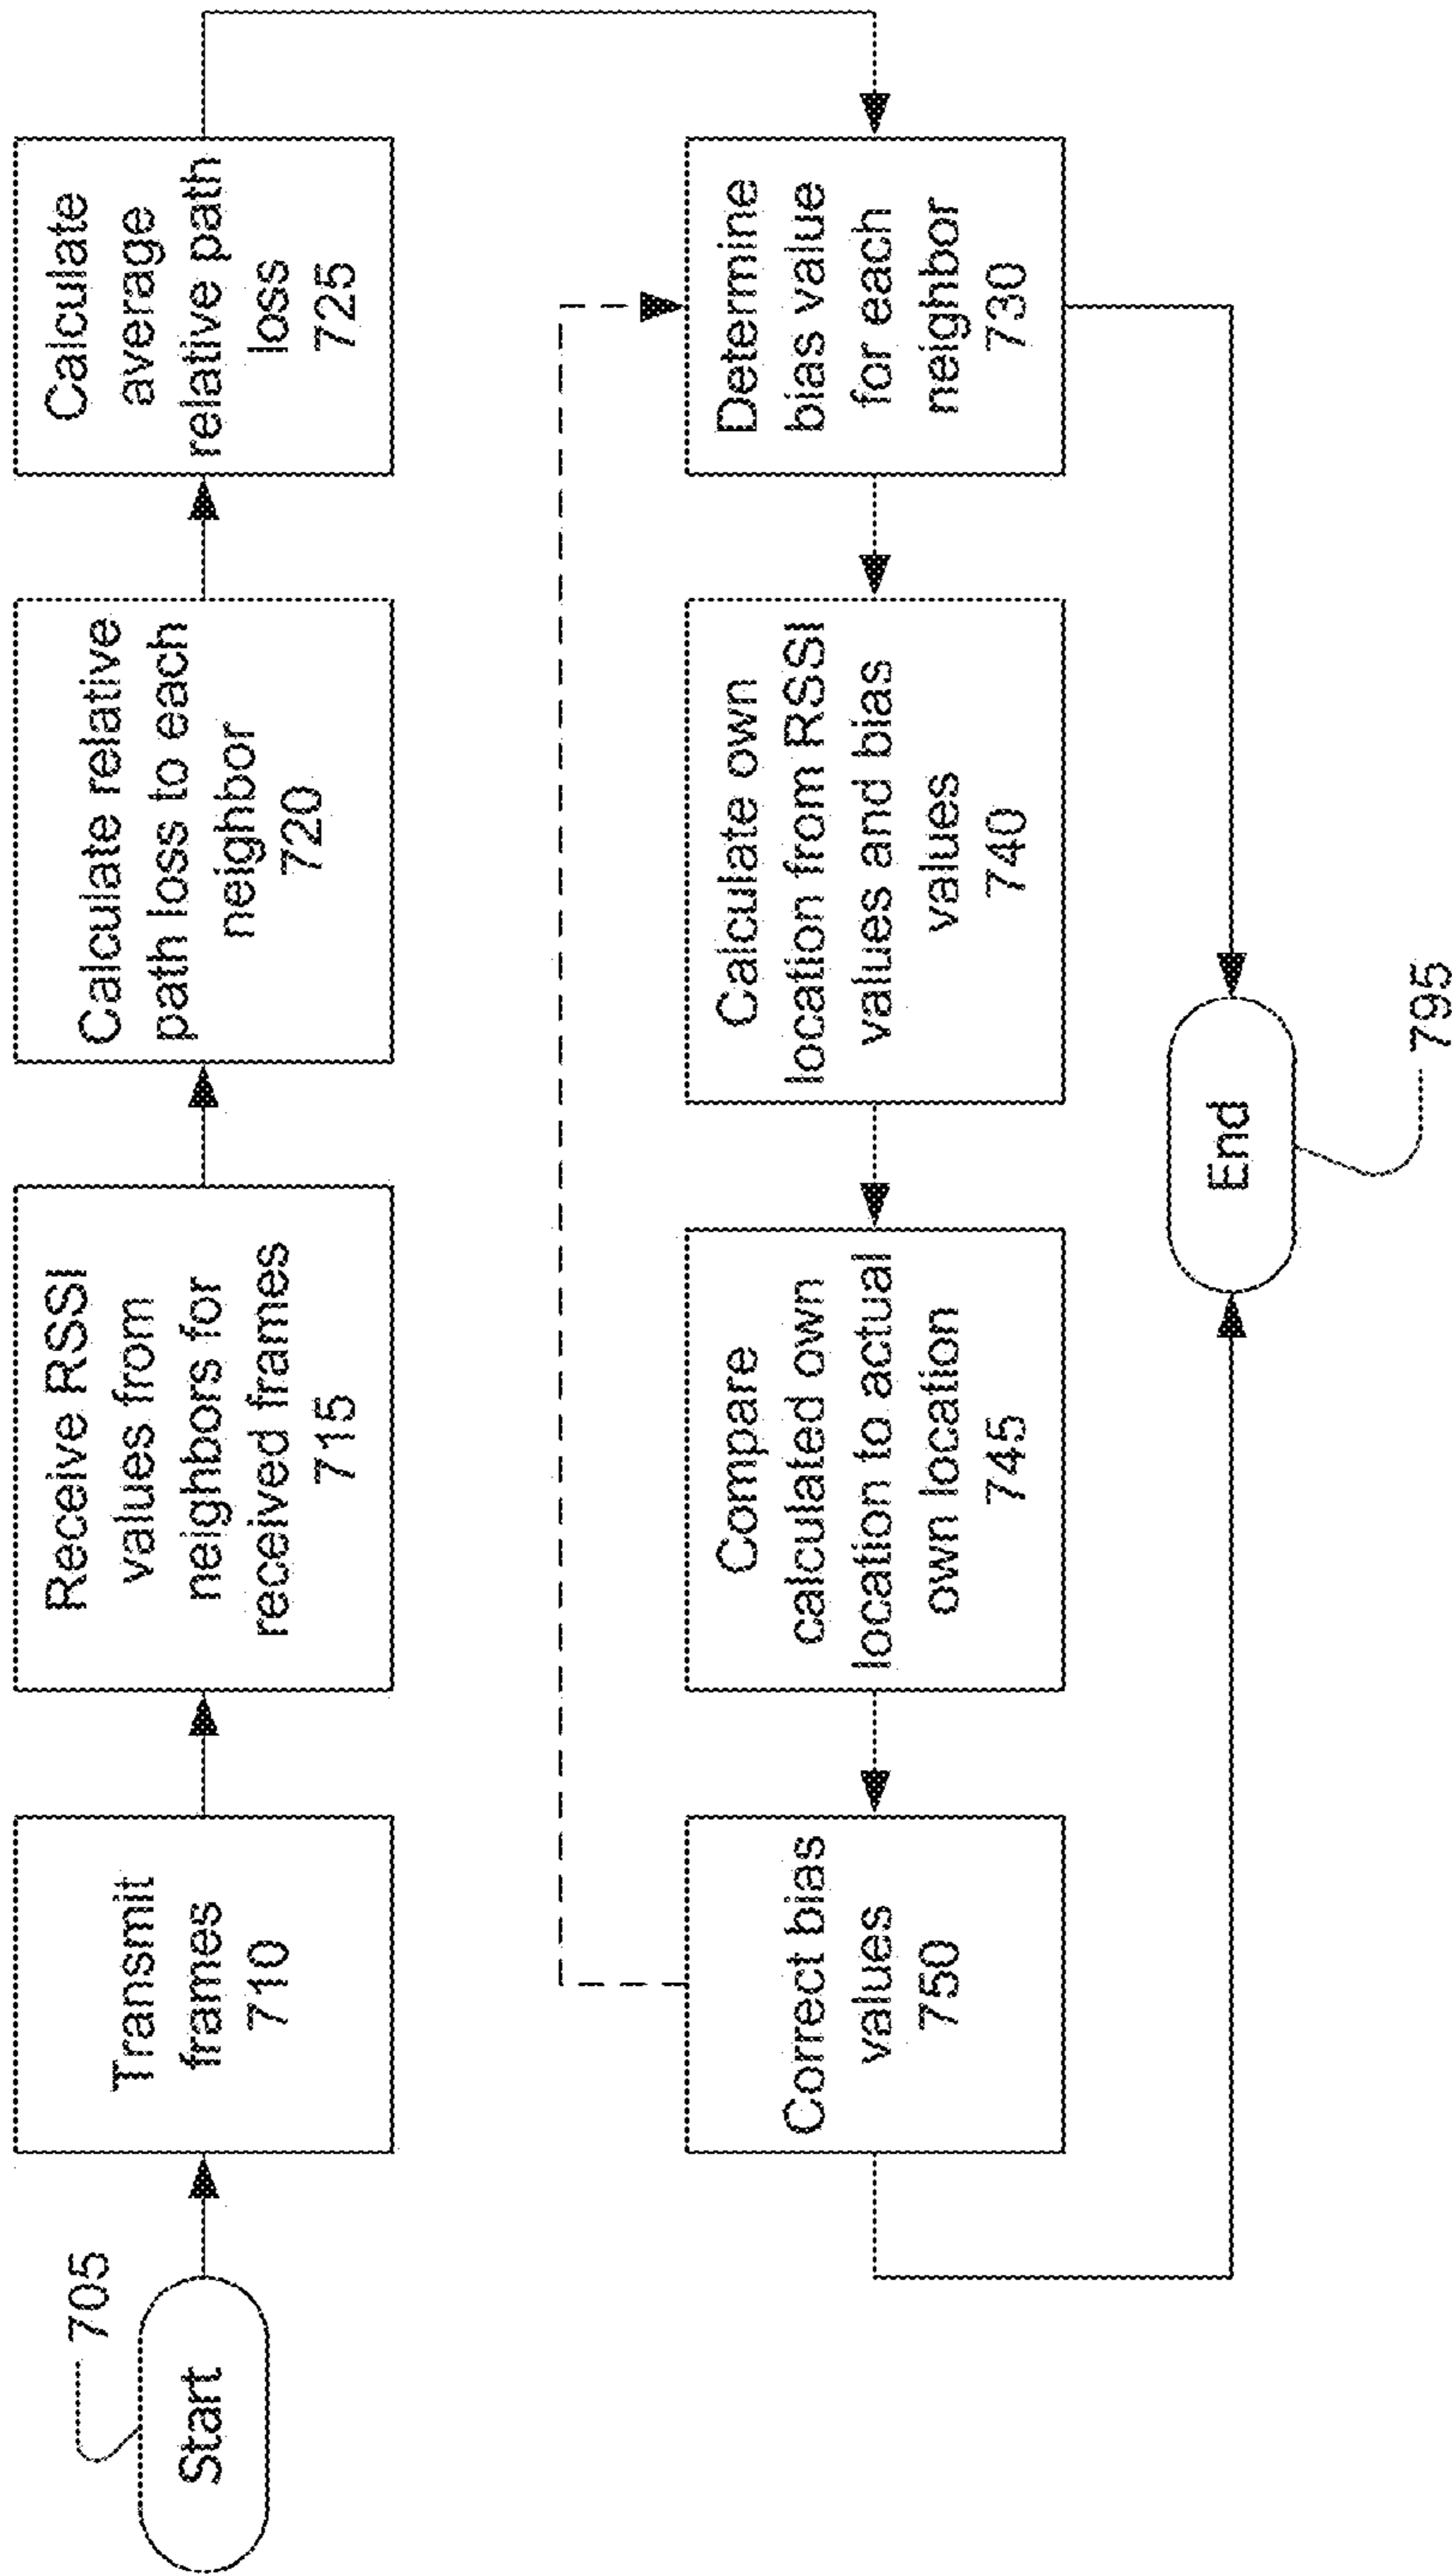 705
Start
Transmit
frames
710
Receive RSSI
values from
neighbors for
received frames
715
Calculate relative
path loss to each
neighbor
720
Calculate
average
relative path
loss
725
Determine
bias value
for each
neighbor
730
Calculate own
location from RSSI
values and bias
values
740
Compare
calculated own
location to actual
own location
745
Correct bias
values
750
End
795